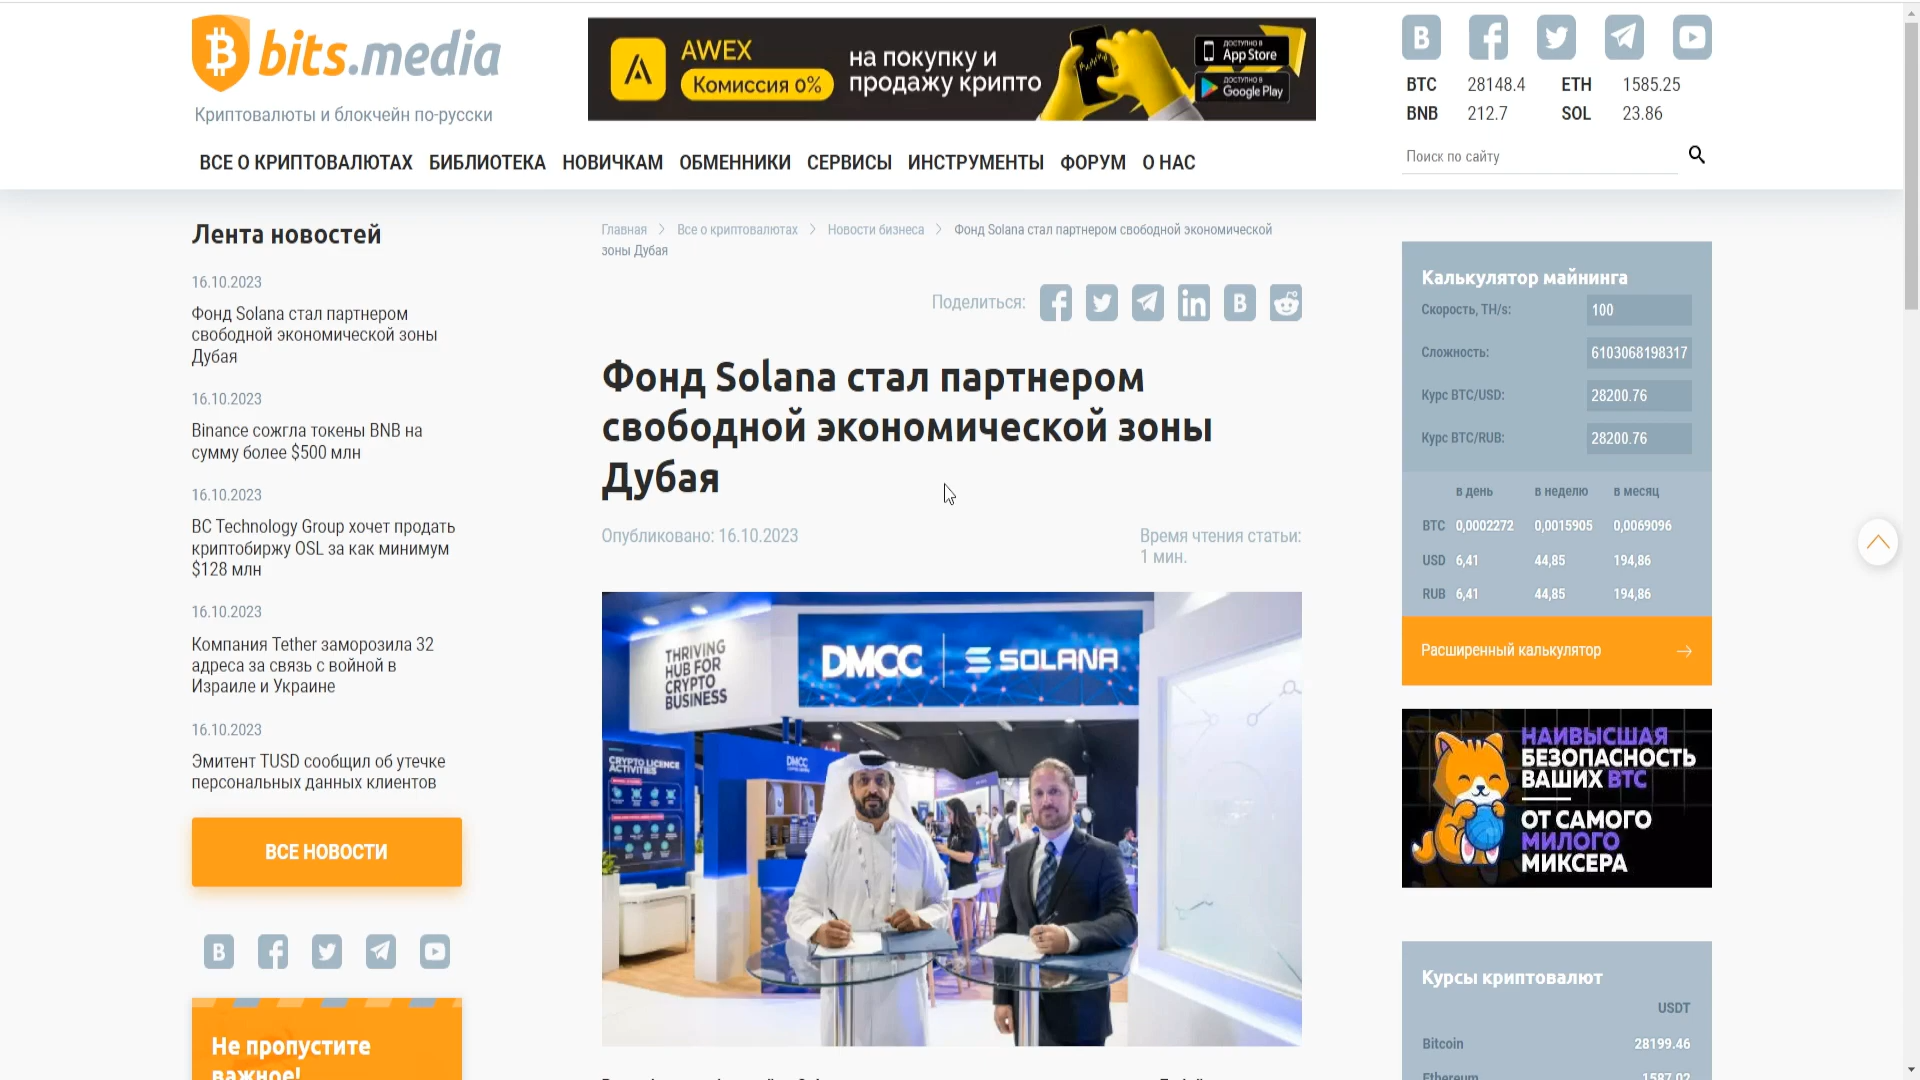 bits.media
Криптовалюты и блокчейн по-русски
AWEX
Комиссия 0%
на покупку и
продажу крипто
ДОСТУПНО В
App Store
ДОСТУПНО В
Google Play
BTC 28148.4 ETH 1585.25
BNB 212.7 SOL 23.86
Поиск по сайту
ВСЕ О КРИПТОВАЛЮТАХ БИБЛИОТЕКА НОВИЧКАМ ОБМЕННИКИ СЕРВИСЫ ИНСТРУМЕНТЫ ФОРУМ О НАС
Лента новостей
16.10.2023
Фонд Solana стал партнером
свободной экономической зоны
Дубая
16.10.2023
Binance сожгла токены BNB на
сумму более $500 млн
16.10.2023
BC Technology Group хочет продать
криптобиржу OSL за как минимум
$128 млн
16.10.2023
Компания Tether заморозила 32
адреса за связь с войной в
Израиле и Украине
16.10.2023
Эмитент TUSD сообщил об утечке
персональных данных клиентов
ВСЕ НОВОСТИ
Не пропустите
важное!
Главная > Все о криптовалютах > Новости бизнеса > Фонд Solana стал партнером свободной экономической
зоны Дубая
Поделиться:
Фонд Solana стал партнером
свободной экономической зоны
Дубая
Опубликовано: 16.10.2023
Время чтения статьи:
1 мин.
THRIVING
HUB FOR
CRYPTO
BUSINESS
DMCC | SOLANA
CRYPTO LICENCE
ACTIVITIES
DMCC
Калькулятор майнинга
Скорость, TH/s: 100
Сложность: 6103068198317
Курс BTC/USD: 28200.76
Курс BTC/RUB: 28200.76
в день в неделю в месяц
BTC 0,0002272 0,0015905 0,0069096
USD 6,41 44,85 194,86
RUB 6,41 44,85 194,86
Расширенный калькулятор
НАИВЫСШАЯ
БЕЗОПАСНОСТЬ
ВАШИХ BTC
ОТ САМОГО
МИЛОГО
МИКСЕРА
Курсы криптовалют
USDT
Bitcoin 28199.46
Ethereum 1587.02